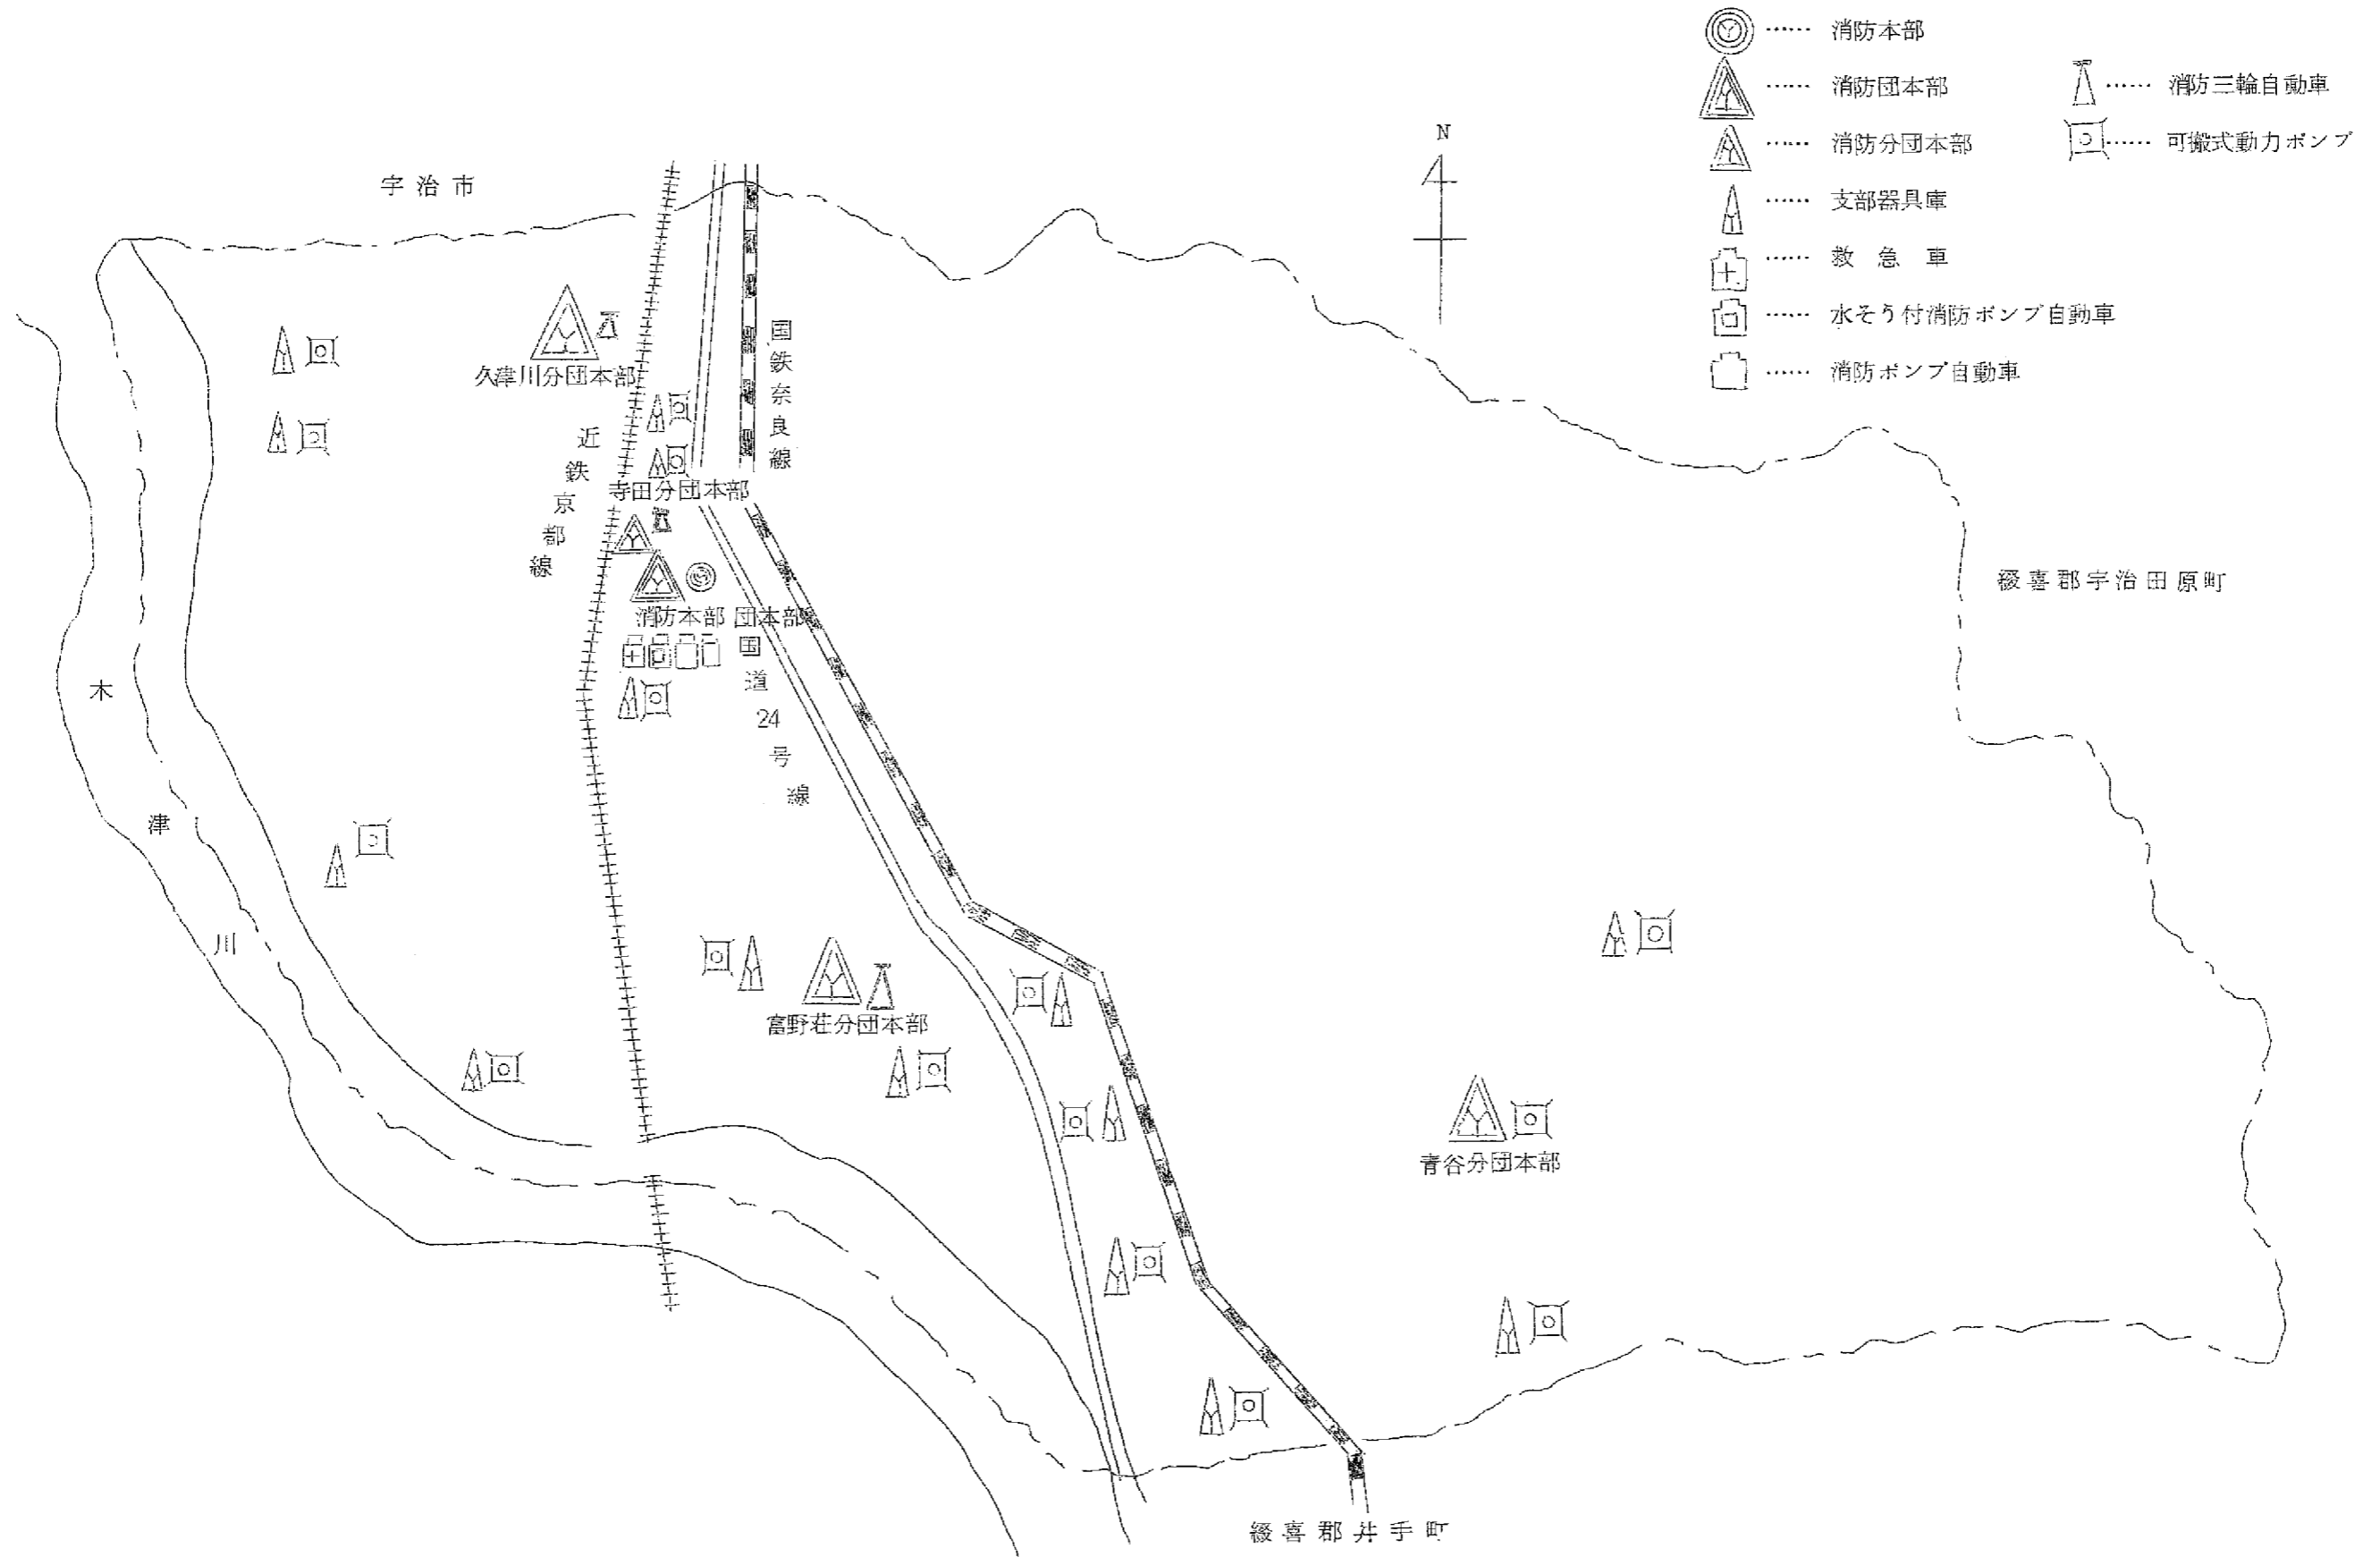 …… 消防本部
…… 消防団本部
…… 消防三輪自動車
…… 消防分団本部
…… 可搬式動力ポンプ
…… 支部器具庫
…… 救急車
…… 水そう付消防ポンプ自動車
…… 消防ポンプ自動車
N
宇治市
国鉄奈良線
久津川分団本部
近鉄京都線
寺田分団本部
消防本部 団本部
国道24号線
綴喜郡宇治田原町
木津川
富野荘分団本部
青谷分団本部
綴喜郡井手町